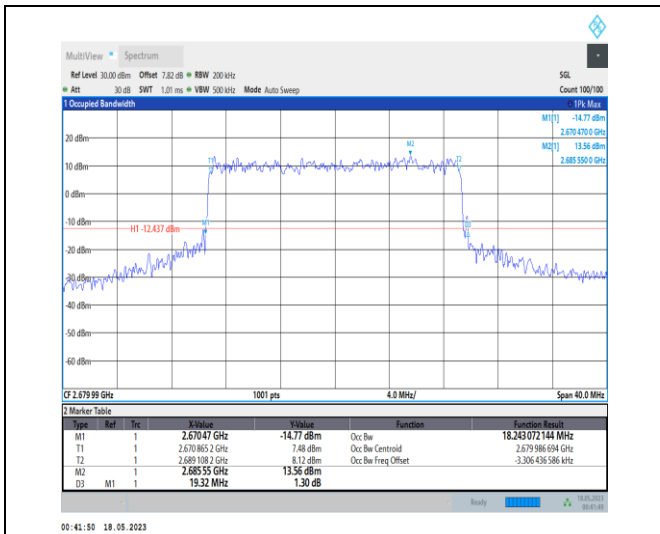 MultiView Spectrum
Ref Level 30.00 dBm Offset 7.82 dB RBW 200 kHz SGL
Att 30 dB SWT 1.01 ms VBW 500 kHz Mode Auto Sweep Count 100/100
1 Occupied Bandwidth 1Pk Max
M1[1] -14.77 dBm
2.670 470 0 GHz
M2[1] 13.56 dBm
2.685 550 0 GHz
20 dBm
M2
T1 T2
10 dBm
0 dBm
-10 dBm
M1
H1 -12.437 dBm
-20 dBm
-30 dBm
-40 dBm
-50 dBm
-60 dBm
CF 2.679 99 GHz 1001 pts 4.0 MHz/ Span 40.0 MHz
2 Marker Table
Type Ref Trc X-Value Y-Value Function Function Result
M1 1 2.670 47 GHz -14.77 dBm Occ Bw 18.243 072 144 MHz
T1 1 2.670 865 2 GHz 7.48 dBm Occ Bw Centroid 2.679 986 694 GHz
T2 1 2.689 108 2 GHz 8.12 dBm Occ Bw Freq Offset -3.306 436 586 kHz
M2 1 2.685 55 GHz 13.56 dBm
D3 M1 1 19.32 MHz 1.30 dB
Ready 18.05.2023
00:41:49
00:41:50 18.05.2023